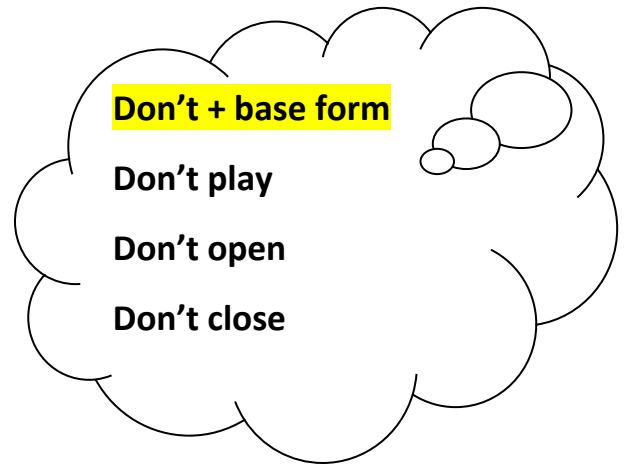 Don’t + base form
Don’t play
Don’t open
Don’t close